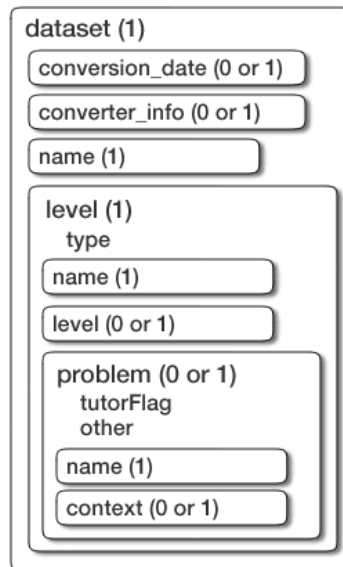 dataset (1)
conversion_date (0 or 1)
converter_info (0 or 1)
name (1)
level (1)
type
name (1)
level (0 or 1)
problem (0 or 1)
tutorFlag
other
name (1)
context (0 or 1)